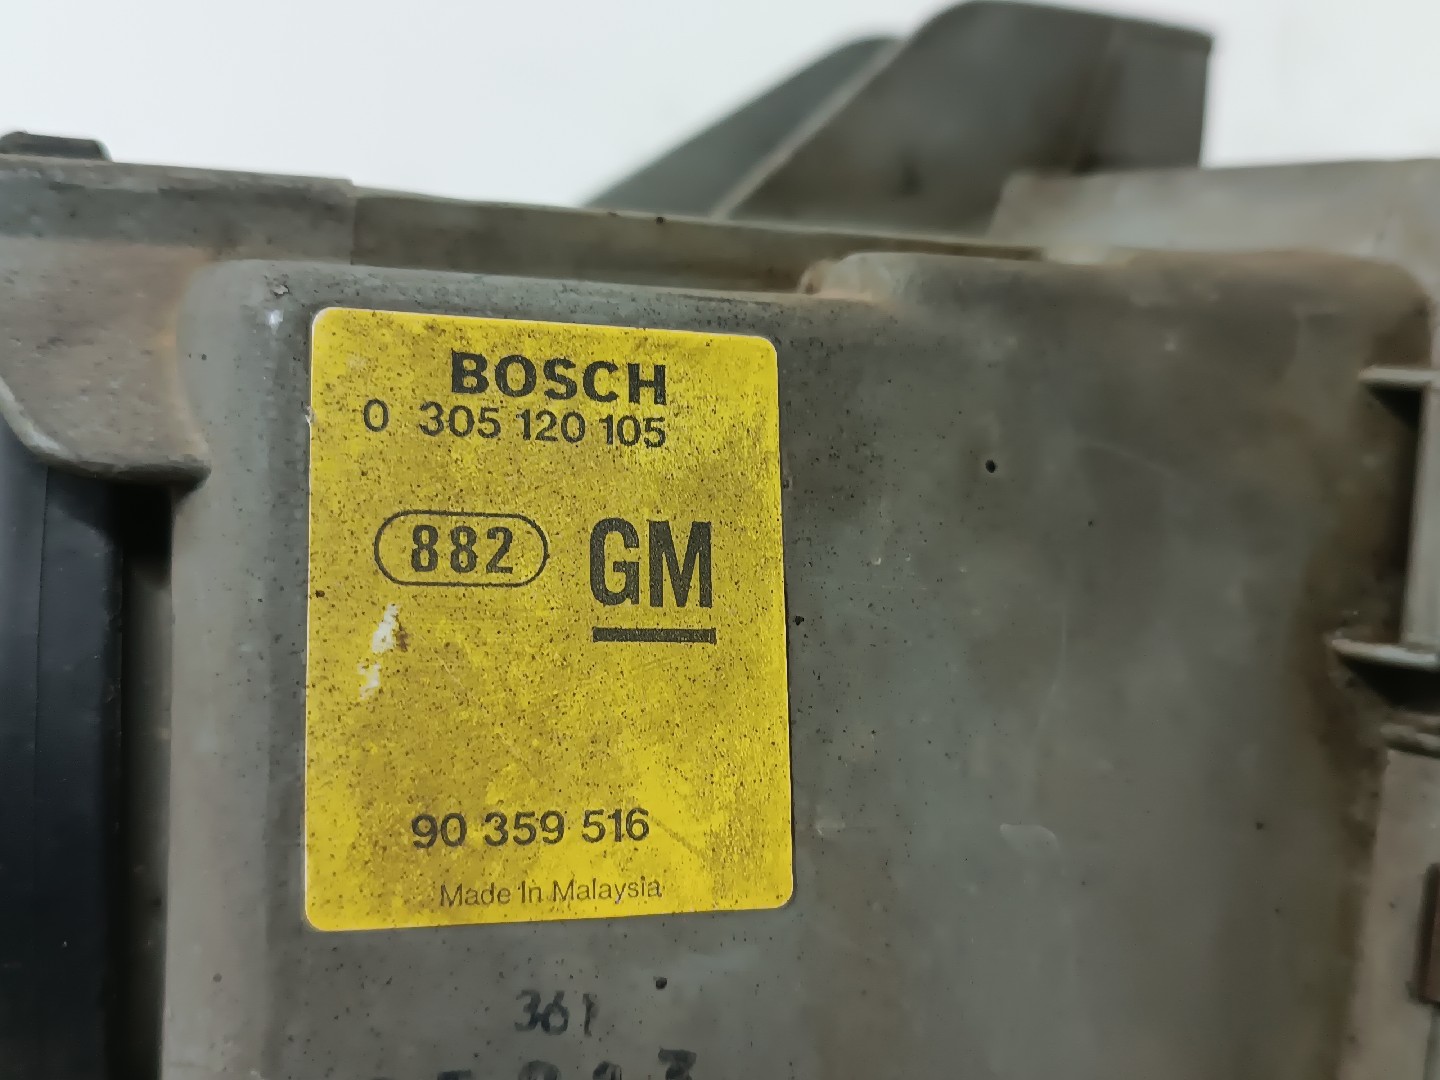 BOSCH
0 305 120 105
882 GM
90 359 516
Made In Malaysia
361